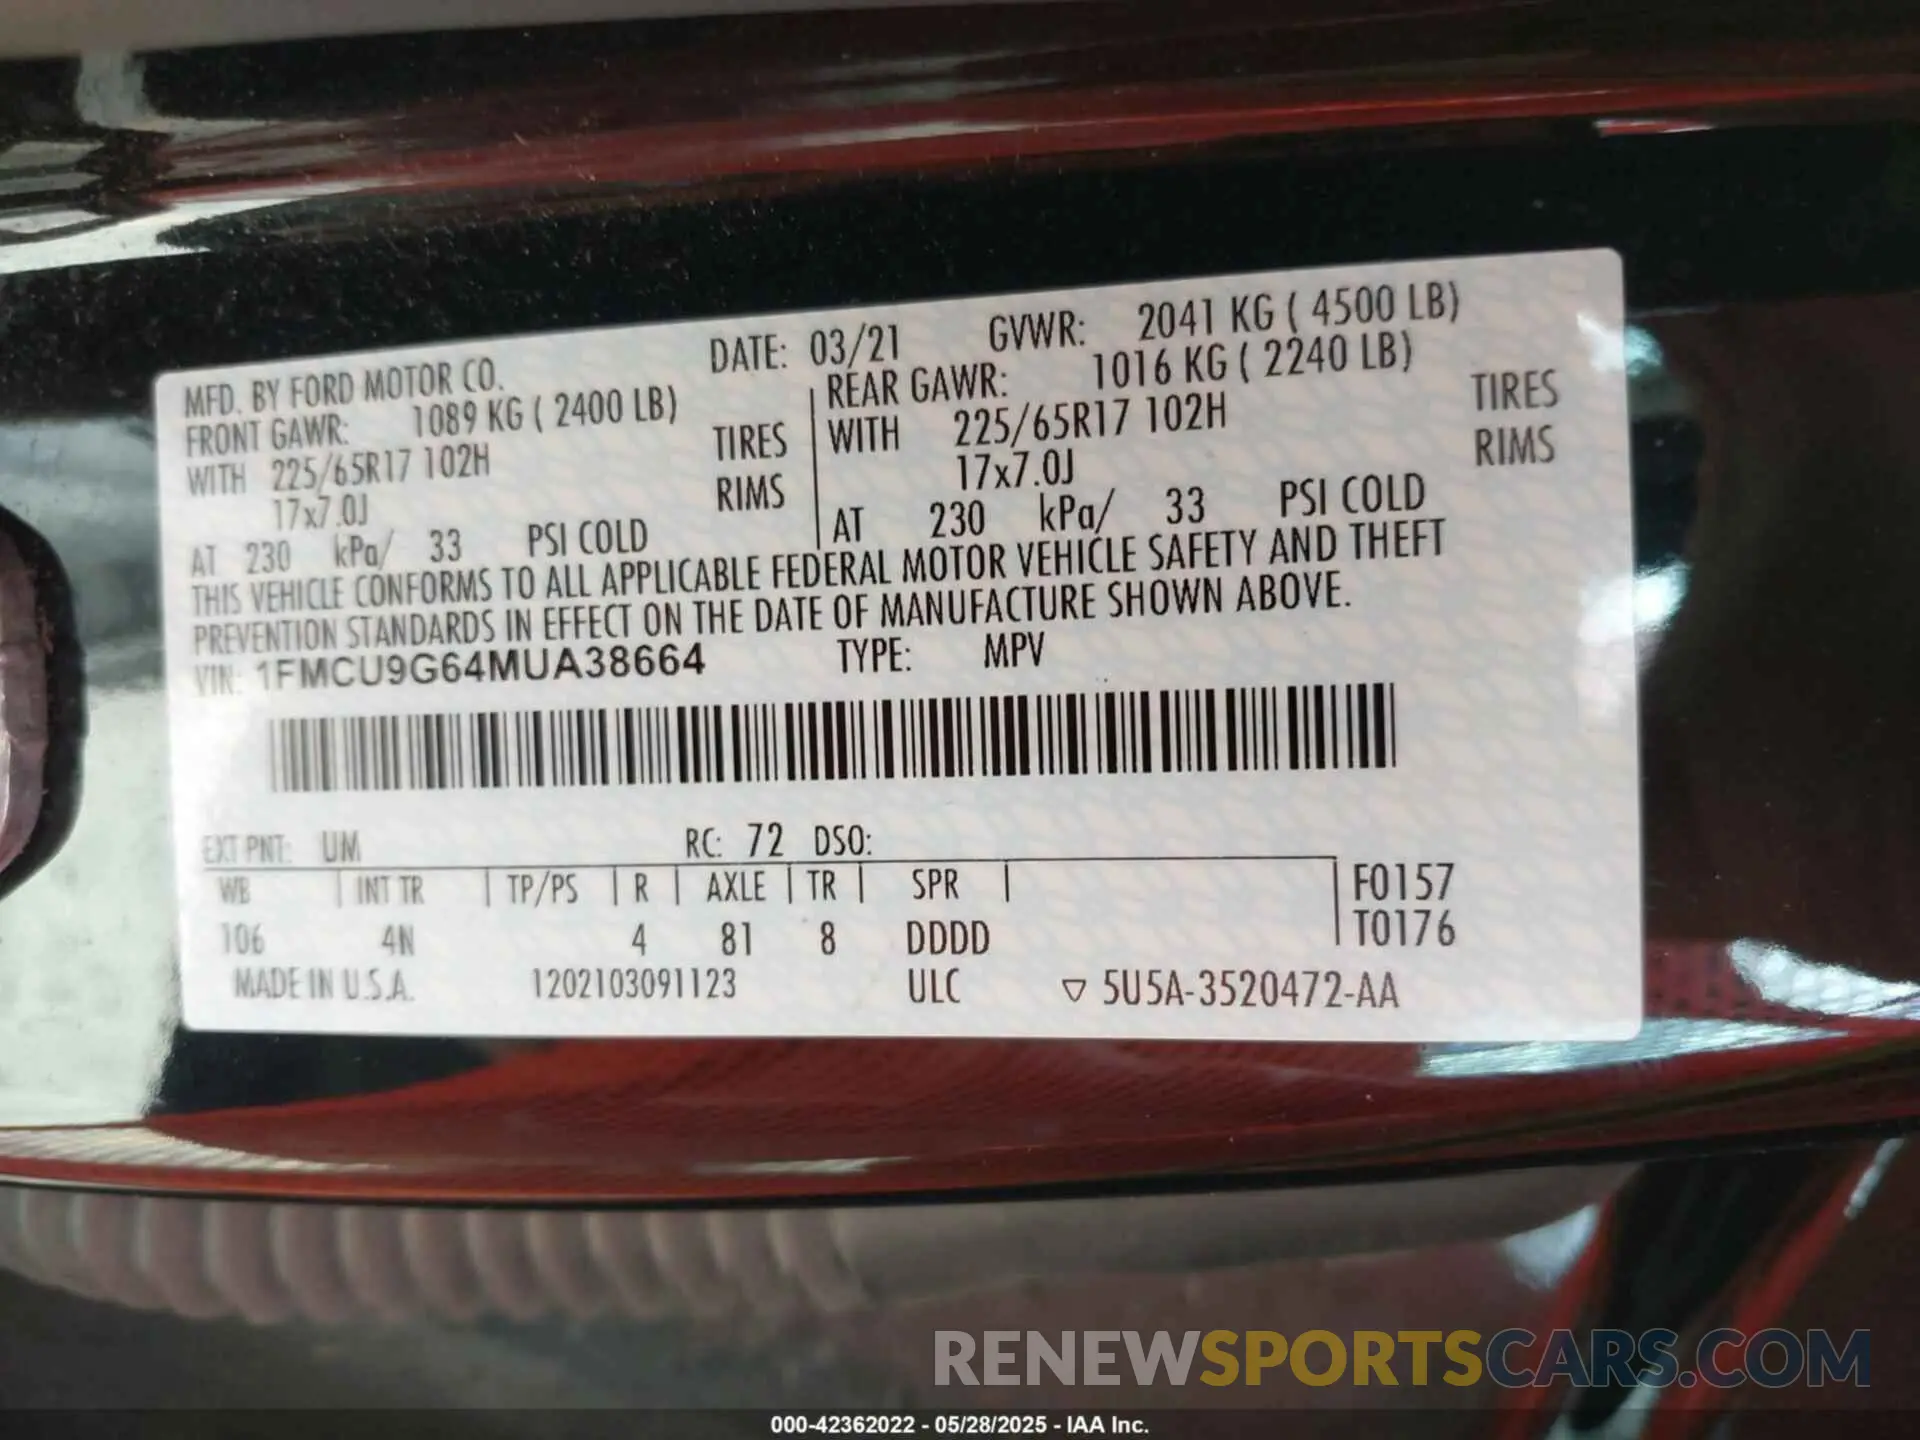 MFD. BY FORD MOTOR CO. DATE: 03/21 GVWR: 2041 KG ( 4500 LB)
FRONT GAWR: 1089 KG ( 2400 LB) REAR GAWR: 1016 KG ( 2240 LB)
WITH 225/65R17 102H TIRES WITH 225/65R17 102H TIRES
17x7.0J RIMS 17x7.0J RIMS
AT 230 kPa/ 33 PSI COLD AT 230 kPa/ 33 PSI COLD
THIS VEHICLE CONFORMS TO ALL APPLICABLE FEDERAL MOTOR VEHICLE SAFETY AND THEFT
PREVENTION STANDARDS IN EFFECT ON THE DATE OF MANUFACTURE SHOWN ABOVE.
VIN: 1FMCU9G64MUA38664 TYPE: MPV
EXT PNT: UM RC: 72 DSO:
WB INT TR TP/PS R AXLE TR SPR F0157
106 4N 4 81 8 DDDD T0176
MADE IN U.S.A. 1202103091123 ULC ▽ 5U5A-3520472-AA
RENEWSPORTSCARS.COM
000-42362022 - 05/28/2025 - IAA Inc.